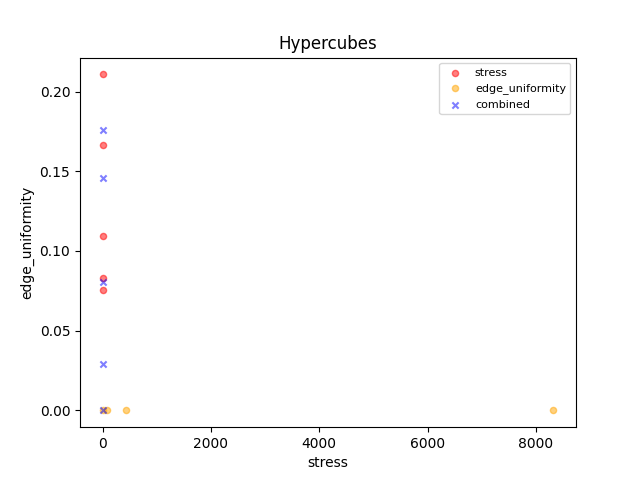 Hypercubes
stress
edge_uniformity
combined
edge_uniformity
0.20
0.15
0.10
0.05
0.00
0
2000
4000
6000
8000
stress